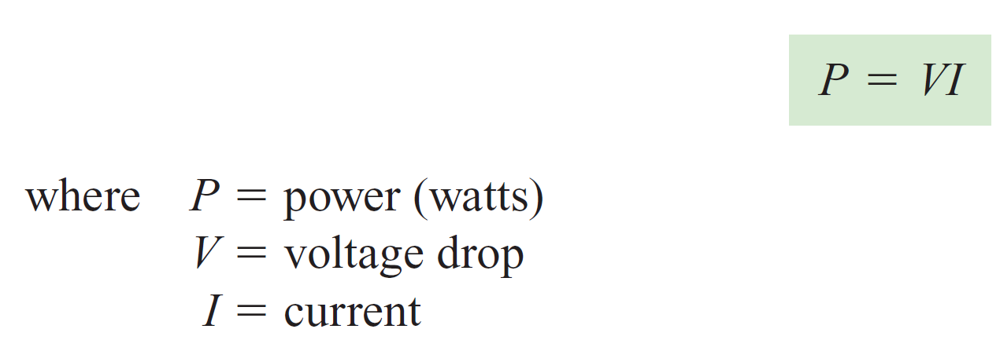 P = VI
where P = power (watts)
V = voltage drop
I = current